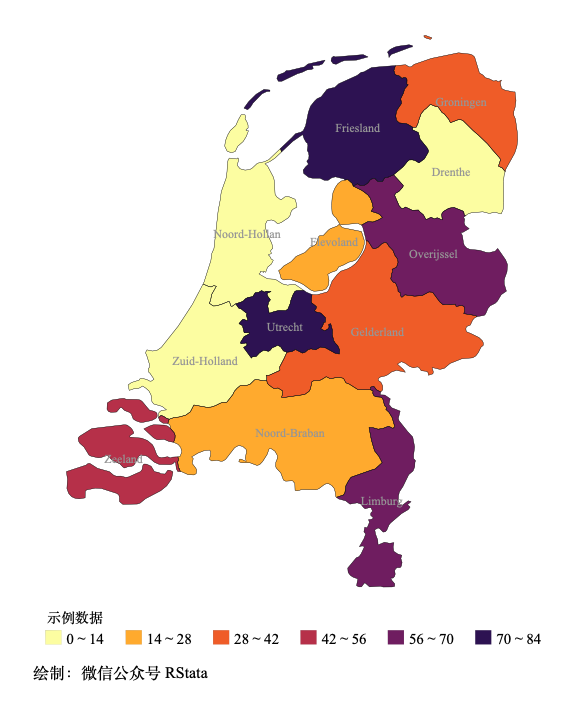 Groningen
Friesland
Drenthe
Noord-Hollan
Flevoland
Overijssel
Utrecht
Gelderland
Zuid-Holland
Noord-Braban
Zeeland
Limburg
示例数据
0 ~ 14 14 ~ 28 28 ~ 42 42 ~ 56 56 ~ 70 70 ~ 84
绘制：微信公众号 RStata